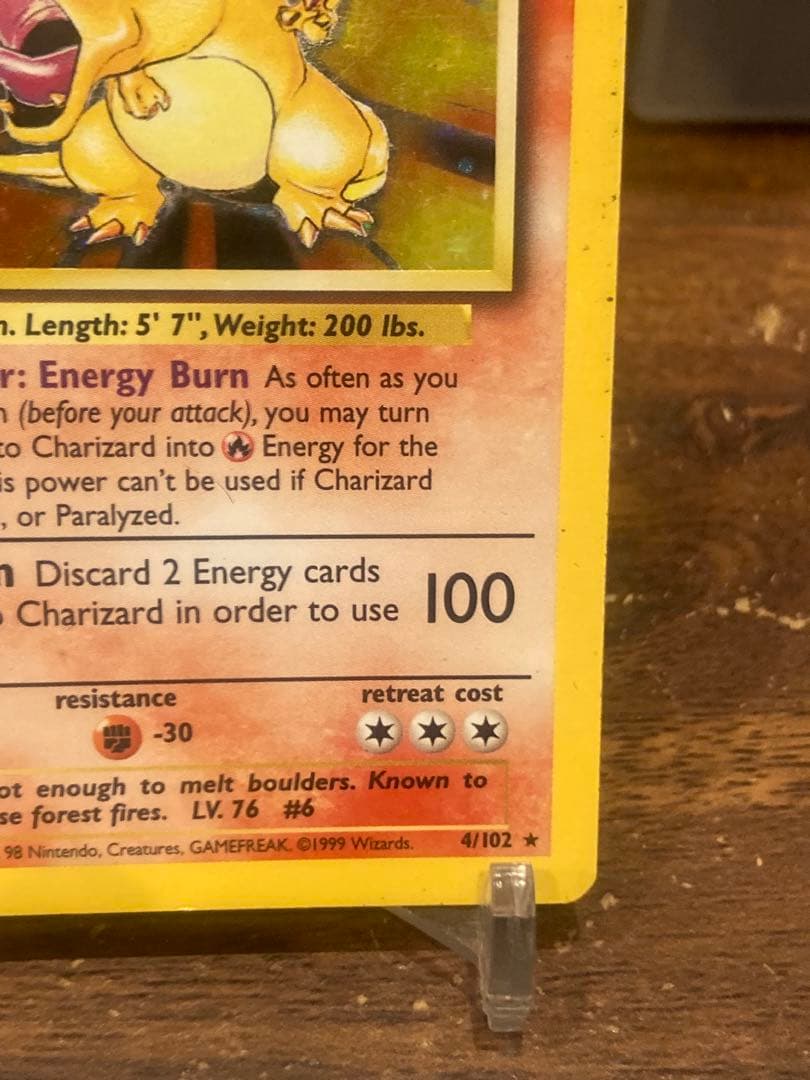 n. Length: 5' 7", Weight: 200 lbs.
r: Energy Burn As often as you
n (before your attack), you may turn
to Charizard into Energy for the
is power can't be used if Charizard
, or Paralyzed.
n Discard 2 Energy cards
Charizard in order to use 100
resistance retreat cost
-30
ot enough to melt boulders. Known to
se forest fires. LV. 76 #6
98 Nintendo, Creatures, GAMEFREAK. ©1999 Wizards. 4/102 ★